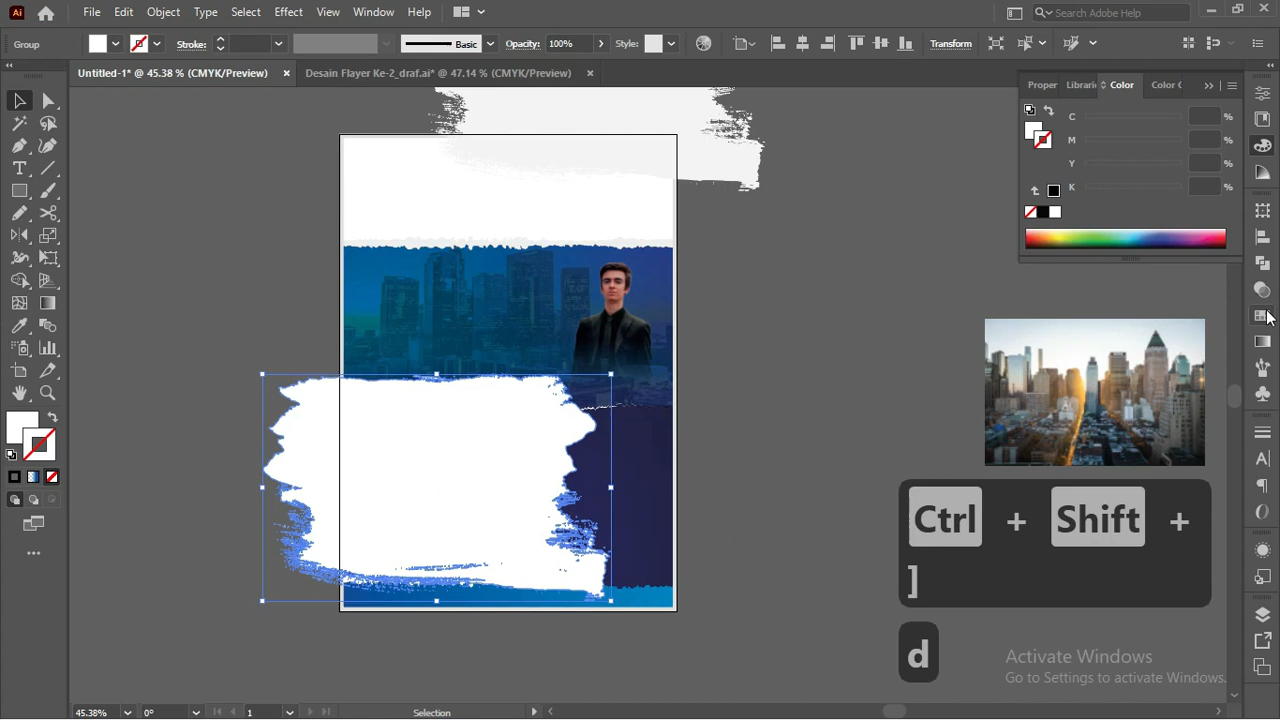 Ai File Edit Object Type Select Effect View Window Help Search Adobe Help
Group Stroke: Basic Opacity: 100% Style: Transform
Untitled-1* @ 45.38 % (CMYK/Preview) × Desain Flayer Ke-2_draf.ai* @ 47.14 % (CMYK/Preview) ×
Proper Librari Color Color
C %
M %
Y %
K %
Ctrl + Shift +
]
d
Activate Windows
Go to Settings to activate Windows.
45.38% 0° 1 Selection